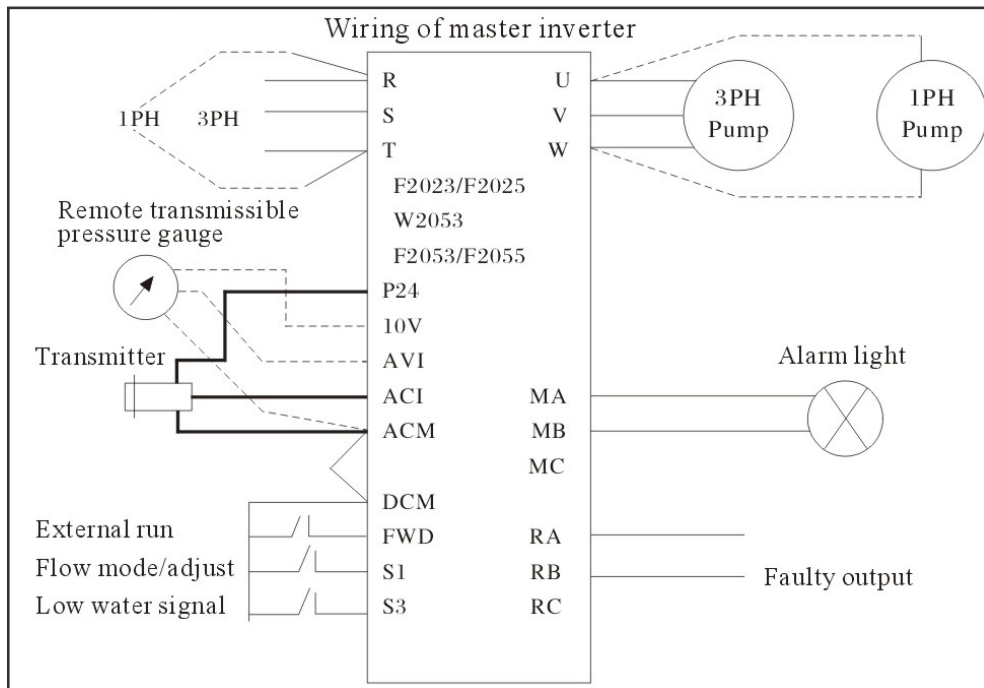 Wiring of master inverter
1PH
3PH
R
S
T
U
V
W
3PH
Pump
1PH
Pump
F2023/F2025
W2053
F2053/F2055
Remote transmissible
pressure gauge
Transmitter
P24
10V
AVI
ACI
ACM
DCM
FWD
S1
S3
External run
Flow mode/adjust
Low water signal
MA
MB
MC
RA
RB
RC
Alarm light
Faulty output